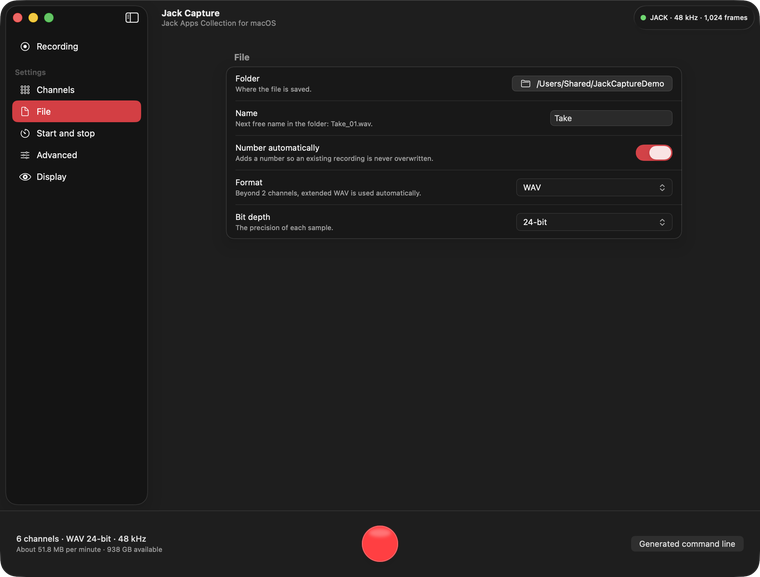 Jack Capture
Jack Apps Collection for macOS
JACK · 48 kHz · 1,024 frames
Recording
Settings
Channels
File
Start and stop
Advanced
Display
File
Folder
Where the file is saved.
/Users/Shared/JackCaptureDemo
Name
Next free name in the folder: Take_01.wav.
Take
Number automatically
Adds a number so an existing recording is never overwritten.
Format
Beyond 2 channels, extended WAV is used automatically.
WAV
Bit depth
The precision of each sample.
24-bit
6 channels · WAV 24-bit · 48 kHz
About 51.8 MB per minute · 938 GB available
Generated command line